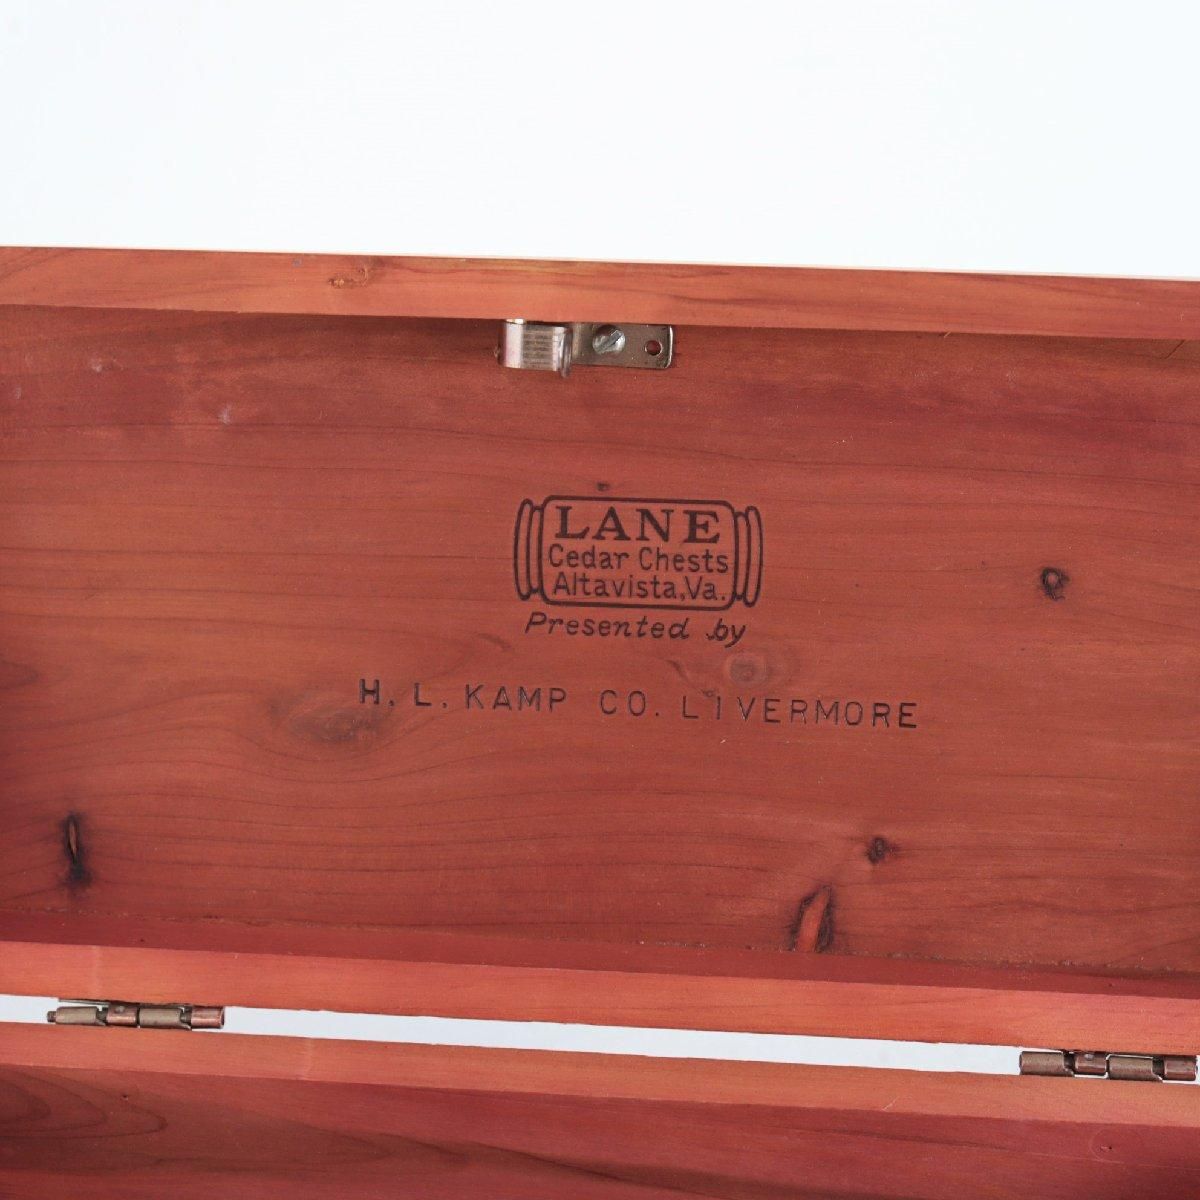 LANE
Cedar Chests
Altavista, Va.
Presented by
H. L. KAMP CO. LIVERMORE